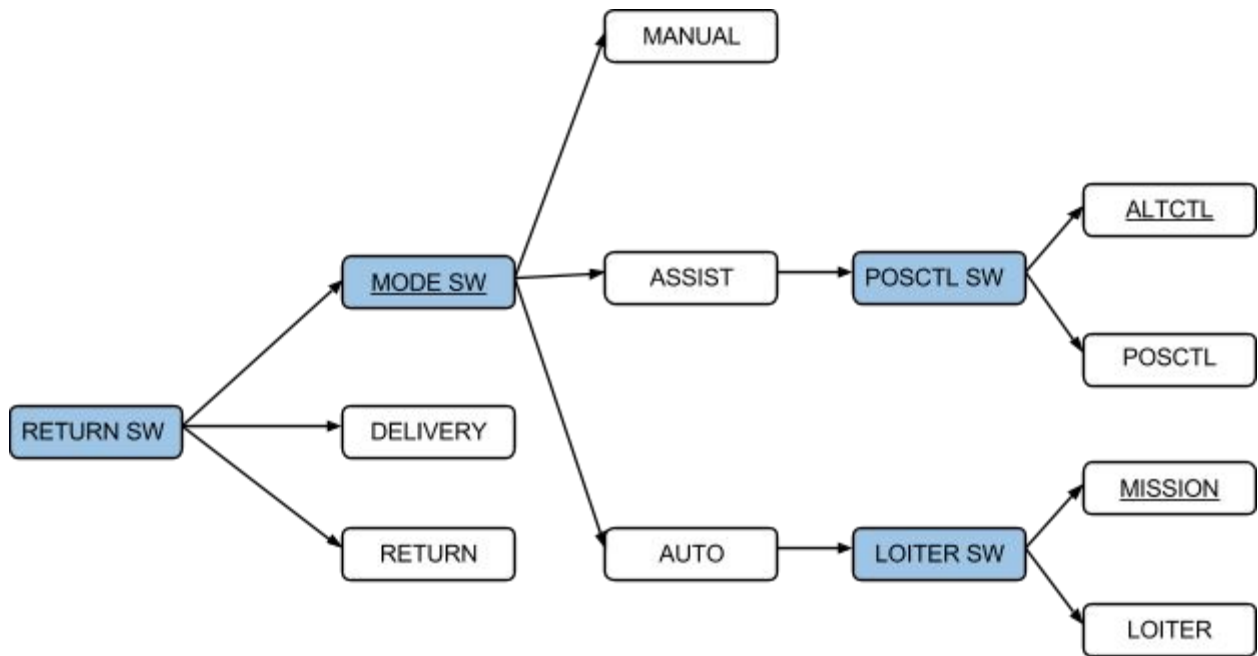 MANUAL
ALTCTL
MODE SW
ASSIST
POSCTL SW
POSCTL
RETURN SW
DELIVERY
MISSION
RETURN
AUTO
LOITER SW
LOITER